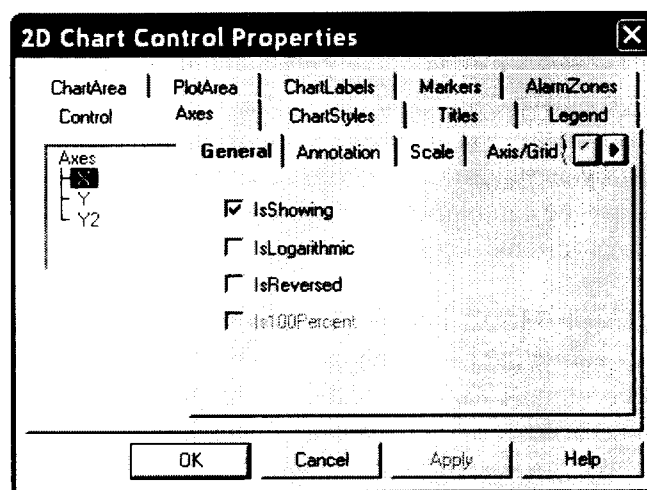 2D Chart Control Properties
ChartArea PlotArea ChartLabels Markers AlarmZones
Control Axes ChartStyles Titles Legend
Axes
X
Y
Y2
General Annotation Scale Axis/Grid
IsShowing
IsLogarithmic
IsReversed
Is100Percent
OK Cancel Apply Help